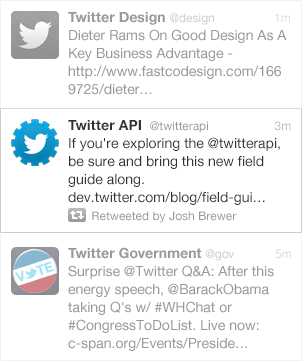 Twitter Design @design 1m
Dieter Rams On Good Design As A
Key Business Advantage -
http://www.fastcodesign.com/166
9725/dieter…
Twitter API @twitterapi 3m
If you're exploring the @twitterapi,
be sure and bring this new field
guide along.
dev.twitter.com/blog/field-gui…
Retweeted by Josh Brewer
VOTE
Twitter Government @gov 5m
Surprise @Twitter Q&A: After this
energy speech, @BarackObama
taking Q's w/ #WHChat or
#CongressToDoList. Live now:
c-span.org/Events/Preside…